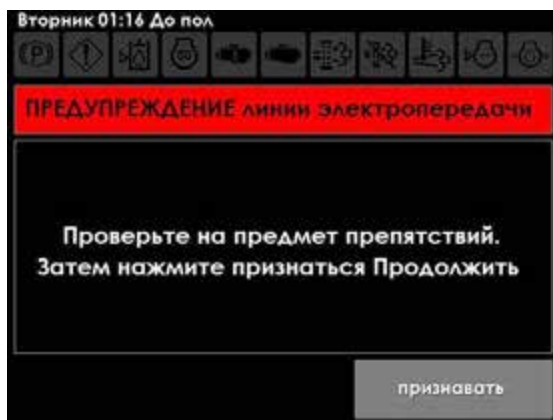 Вторник 01:16 До пол
ПРЕДУПРЕЖДЕНИЕ линии электропередачи
Проверьте на предмет препятствий.
Затем нажмите признаться Продолжить
признавать